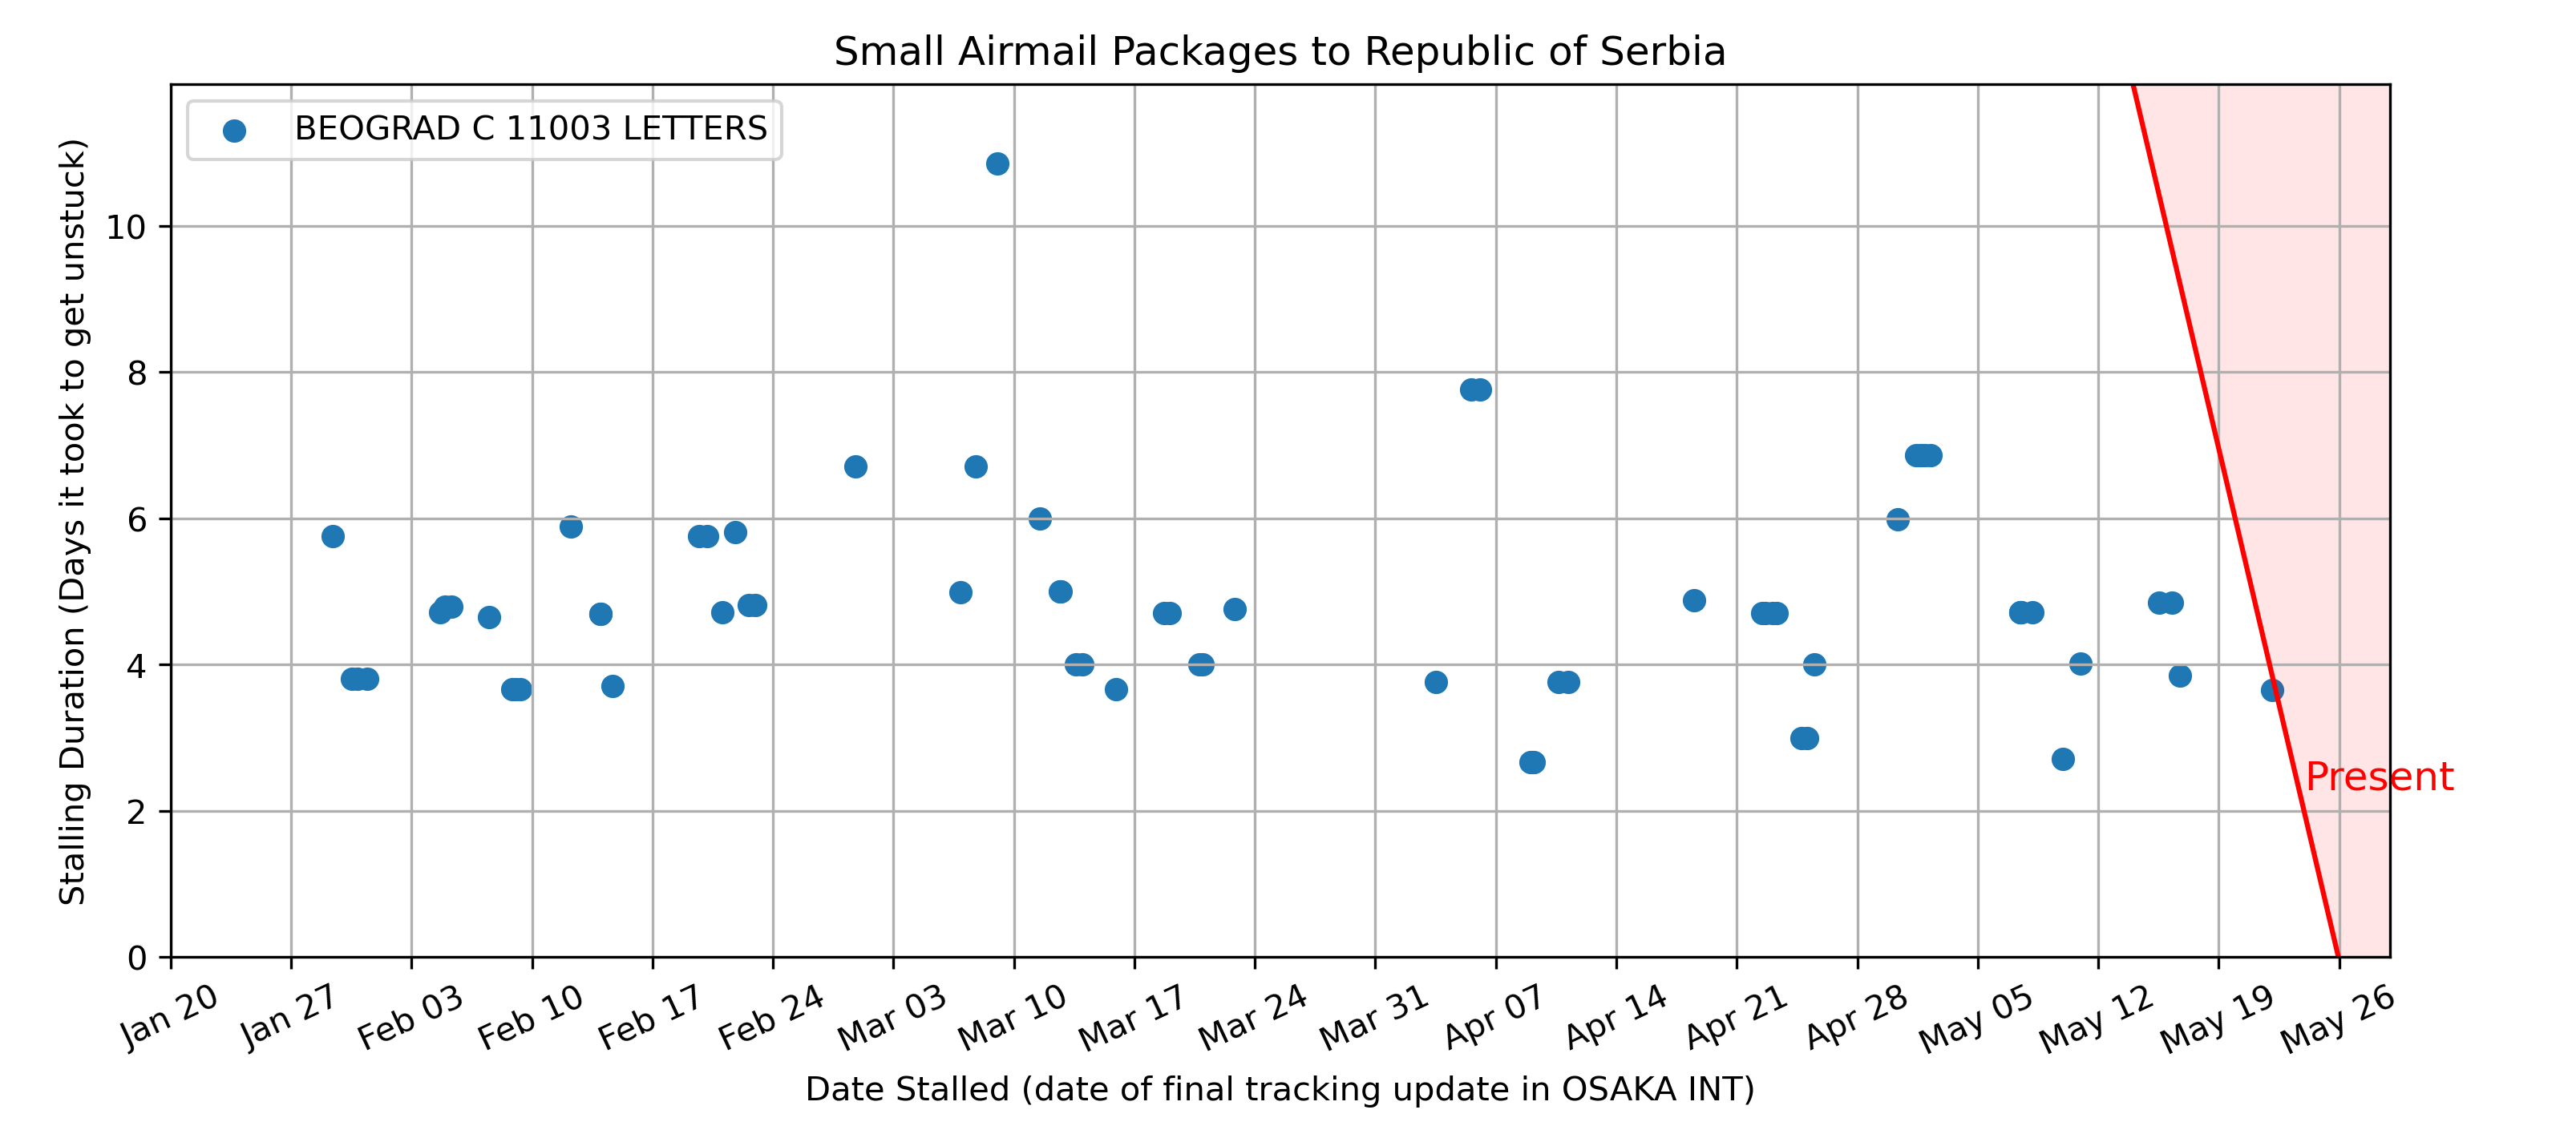 Small Airmail Packages to Republic of Serbia
BEOGRAD C 11003 LETTERS
Stalling Duration (Days it took to get unstuck)
10
8
6
4
2
0
Present
Jan 20
Jan 27
Feb 03
Feb 10
Feb 17
Feb 24
Mar 03
Mar 10
Mar 17
Mar 24
Mar 31
Apr 07
Apr 14
Apr 21
Apr 28
May 05
May 12
May 19
May 26
Date Stalled (date of final tracking update in OSAKA INT)